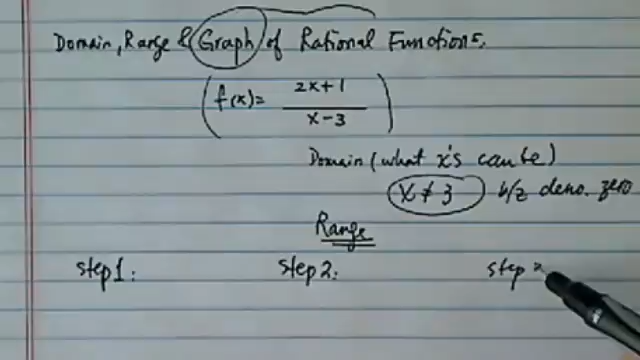 Domain, Range & Graph of Rational Functions.
f(x) = 2x+1 / x-3
Domain (what x's can be)
x ≠ 3 b/z deno. zero
Range
Step 1: Step 2: Step